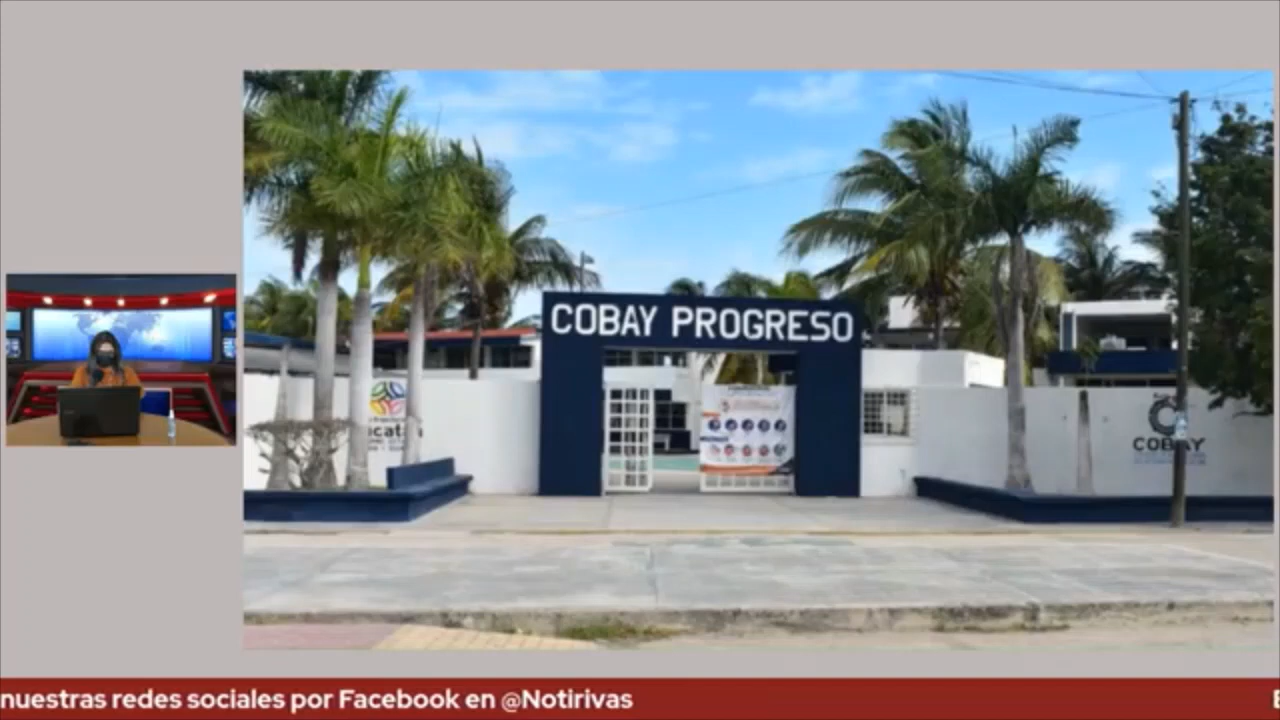 COBAY PROGRESO
COBAY
nuestras redes sociales por Facebook en @Notirivas